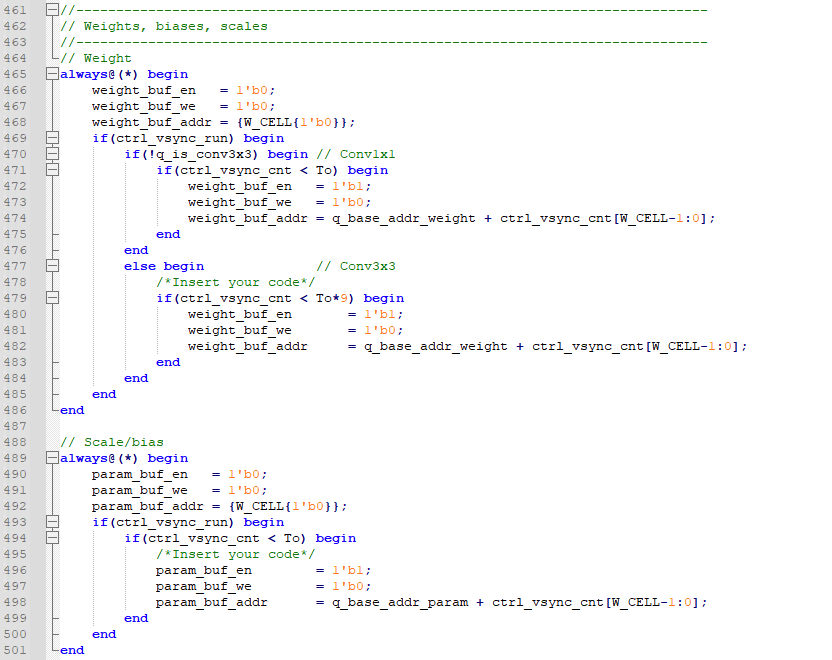 461 //-------------------------------------------------------------------------------
462 // Weights, biases, scales
463 //-------------------------------------------------------------------------------
464 // Weight
465 always@(*) begin
466     weight_buf_en   = 1'b0;
467     weight_buf_we   = 1'b0;
468     weight_buf_addr = {W_CELL{1'b0}};
469     if(ctrl_vsync_run) begin
470         if(!q_is_conv3x3) begin // Conv1x1
471             if(ctrl_vsync_cnt < To) begin
472                 weight_buf_en   = 1'b1;
473                 weight_buf_we   = 1'b0;
474                 weight_buf_addr = q_base_addr_weight + ctrl_vsync_cnt[W_CELL-1:0];
475             end
476         end
477         else begin              // Conv3x3
478             /*Insert your code*/
479             if(ctrl_vsync_cnt < To*9) begin
480                 weight_buf_en       = 1'b1;
481                 weight_buf_we       = 1'b0;
482                 weight_buf_addr     = q_base_addr_weight + ctrl_vsync_cnt[W_CELL-1:0];
483             end
484         end
485     end
486 end
487
488 // Scale/bias
489 always@(*) begin
490     param_buf_en   = 1'b0;
491     param_buf_we   = 1'b0;
492     param_buf_addr = {W_CELL{1'b0}};
493     if(ctrl_vsync_run) begin
494         if(ctrl_vsync_cnt < To) begin
495             /*Insert your code*/
496             param_buf_en        = 1'b1;
497             param_buf_we        = 1'b0;
498             param_buf_addr      = q_base_addr_param + ctrl_vsync_cnt[W_CELL-1:0];
499         end
500     end
501 end